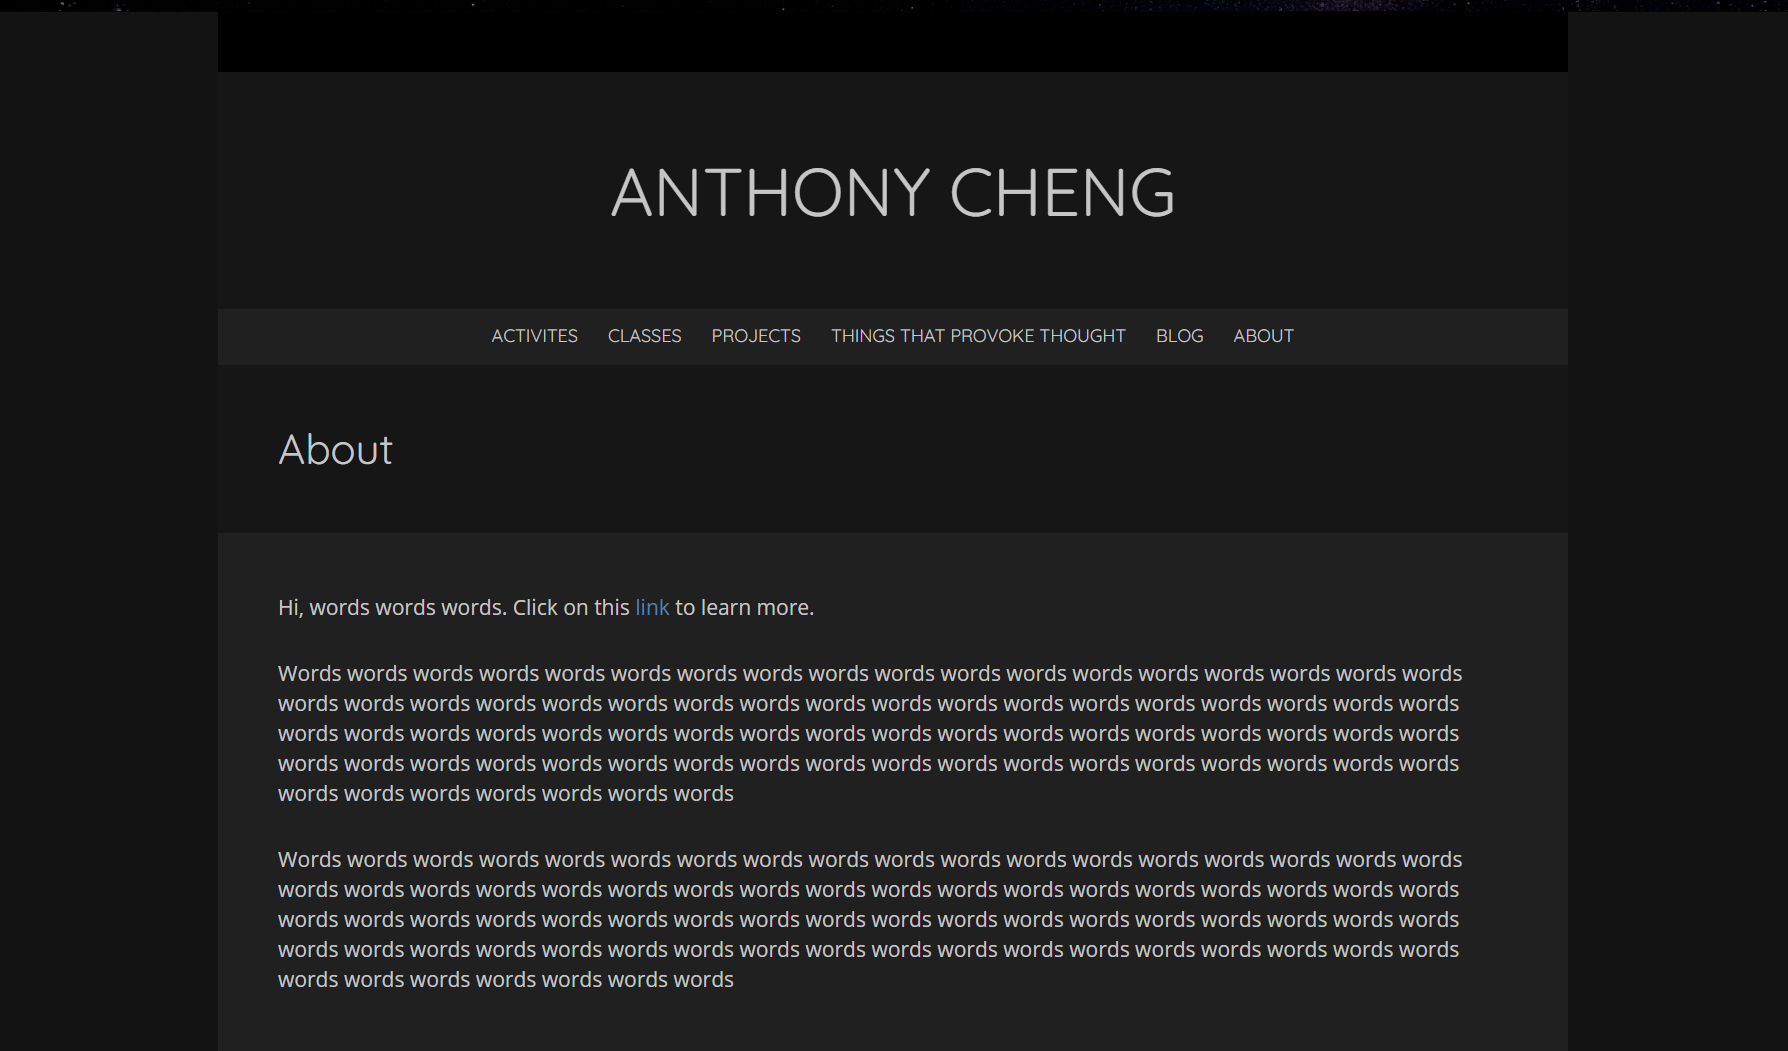 ANTHONY CHENG
ACTIVITES CLASSES PROJECTS THINGS THAT PROVOKE THOUGHT BLOG ABOUT
About
Hi, words words words. Click on this link to learn more.
Words words words words words words words words words words words words words words words words words words
words words words words words words words words words words words words words words words words words words
words words words words words words words words words words words words words words words words words words
words words words words words words words words words words words words words words words words words words
words words words words words words words
Words words words words words words words words words words words words words words words words words words
words words words words words words words words words words words words words words words words words words
words words words words words words words words words words words words words words words words words words
words words words words words words words words words words words words words words words words words words
words words words words words words words